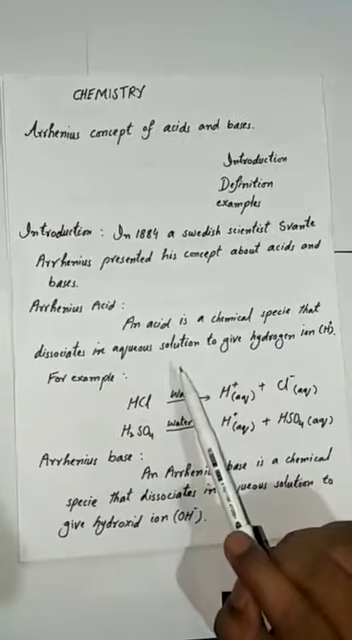 CHEMISTRY
Arrhenius concept of acids and bases.
Introduction
Definition
examples
Introduction : In 1884 a swedish scientist Svante
Arrhenius presented his concept about acids and
bases.
Arrhenius Acid :
An acid is a chemical specie that
dissociates in aqueous solution to give hydrogen ion (H⁺).
For example :
HCl → H⁺(aq) + Cl⁻(aq)
H₂SO₄ water H⁺(aq) + HSO₄(aq)
Arrhenius base :
An base is a chemical
specie that dissociates in solution to
give hydroxid ion (OH⁻).